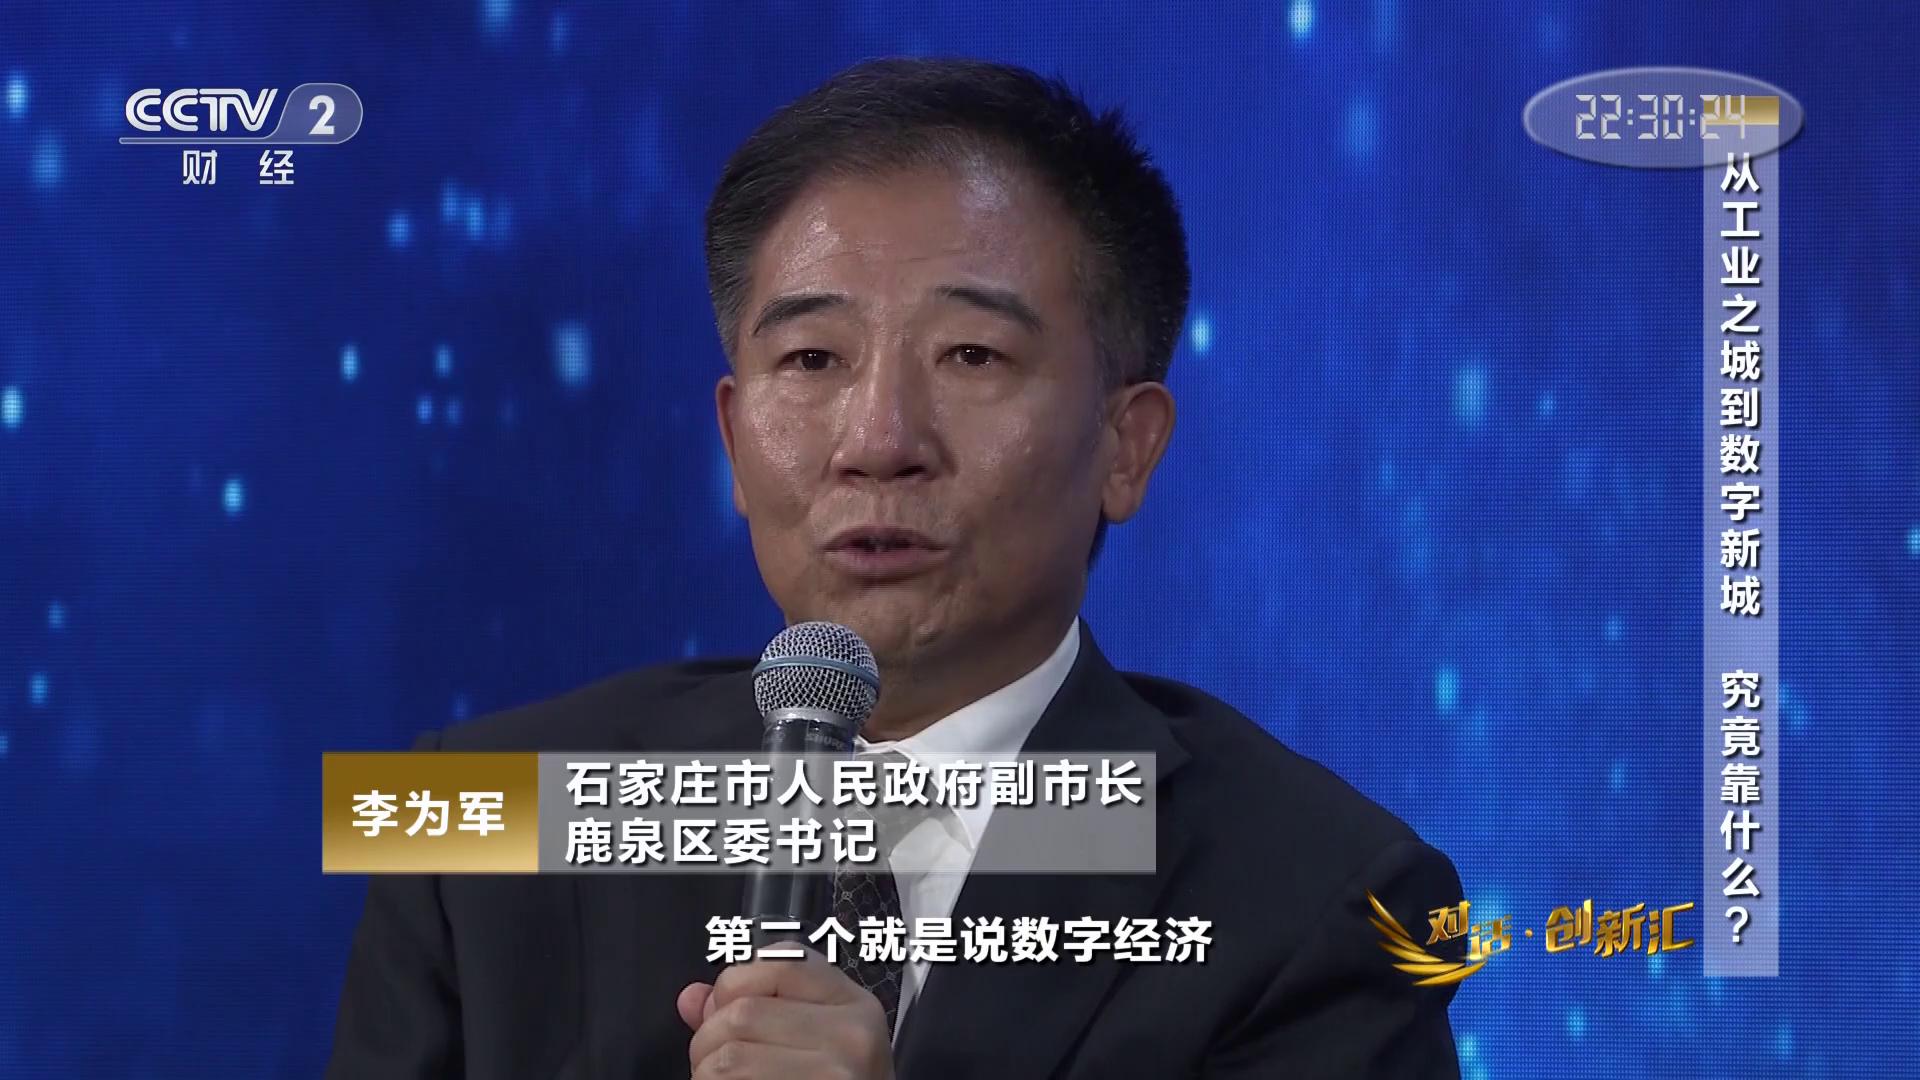 CCTV 2
财 经
22:30:24
从工业之城到数字新城 究竟靠什么？
SHURE
李为军
石家庄市人民政府副市长
鹿泉区委书记
对话·创新汇
第二个就是说数字经济